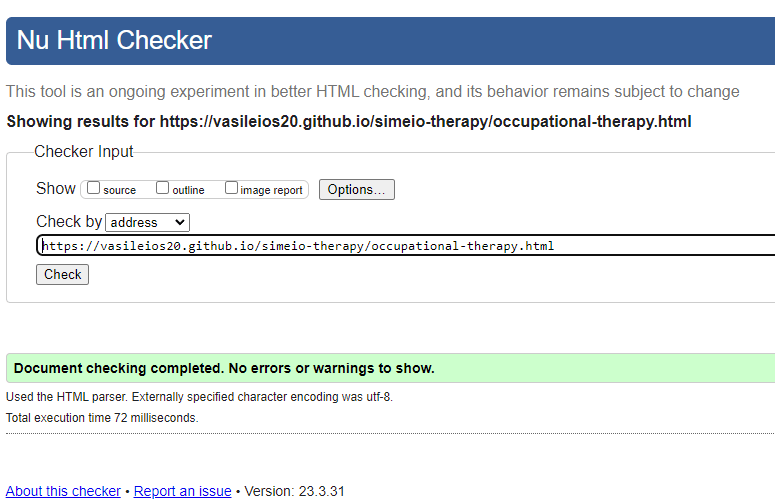 Nu Html Checker
This tool is an ongoing experiment in better HTML checking, and its behavior remains subject to change
Showing results for https://vasileios20.github.io/simeio-therapy/occupational-therapy.html
Checker Input
Show source outline image report Options...
Check by address
https://vasileios20.github.io/simeio-therapy/occupational-therapy.html
Check
Document checking completed. No errors or warnings to show.
Used the HTML parser. Externally specified character encoding was utf-8.
Total execution time 72 milliseconds.
About this checker • Report an issue • Version: 23.3.31